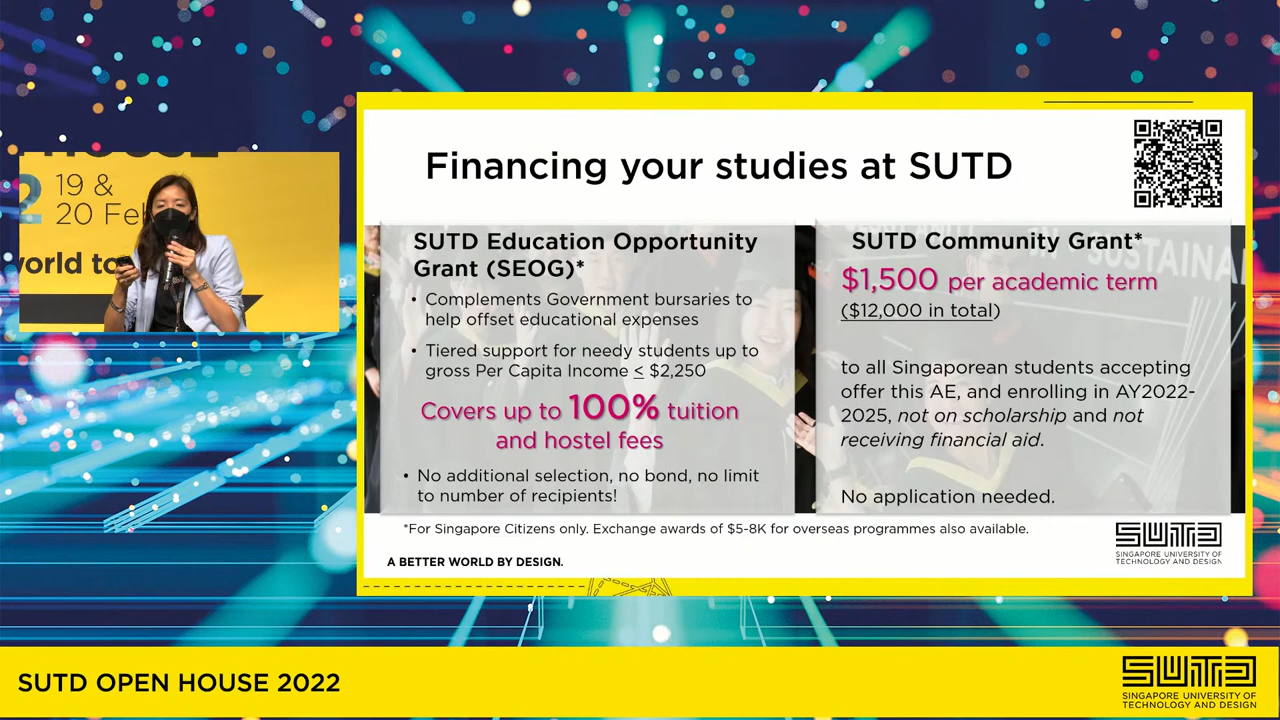 19 &
20 Feb
world to
Financing your studies at SUTD
SUTD Education Opportunity
Grant (SEOG)*
• Complements Government bursaries to
help offset educational expenses
• Tiered support for needy students up to
gross Per Capita Income < $2,250
Covers up to 100% tuition
and hostel fees
• No additional selection, no bond, no limit
to number of recipients!
SUTD Community Grant*
$1,500 per academic term
($12,000 in total)
to all Singaporean students accepting
offer this AE, and enrolling in AY2022-
2025, not on scholarship and not
receiving financial aid.
No application needed.
*For Singapore Citizens only. Exchange awards of $5-8K for overseas programmes also available.
A BETTER WORLD BY DESIGN.
SUTD
SINGAPORE UNIVERSITY OF
TECHNOLOGY AND DESIGN
SUTD OPEN HOUSE 2022
SUTD
SINGAPORE UNIVERSITY OF
TECHNOLOGY AND DESIGN